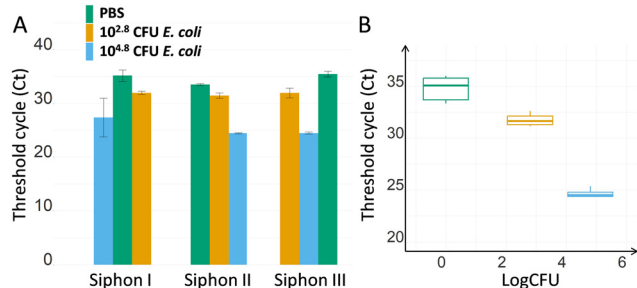 A
PBS
10^2.8 CFU E. coli
10^4.8 CFU E. coli
Threshold cycle (Ct)
40
30
20
10
0
Siphon I
Siphon II
Siphon III
B
Threshold cycle (Ct)
35
30
25
20
0
2
4
6
LogCFU